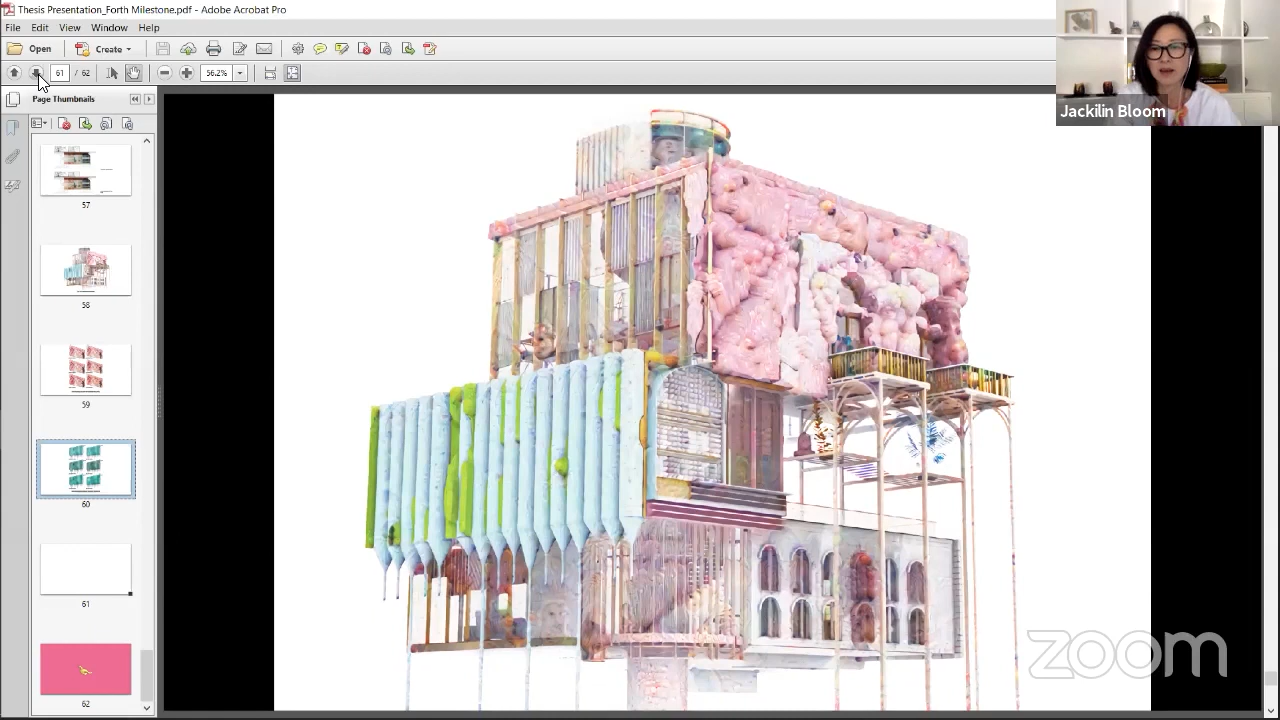 Thesis Presentation_Forth Milestone.pdf - Adobe Acrobat Pro
File Edit View Window Help
Open Create
61 / 62 56.2%
Page Thumbnails
57
58
59
60
61
62
Jackilin Bloom
zoom